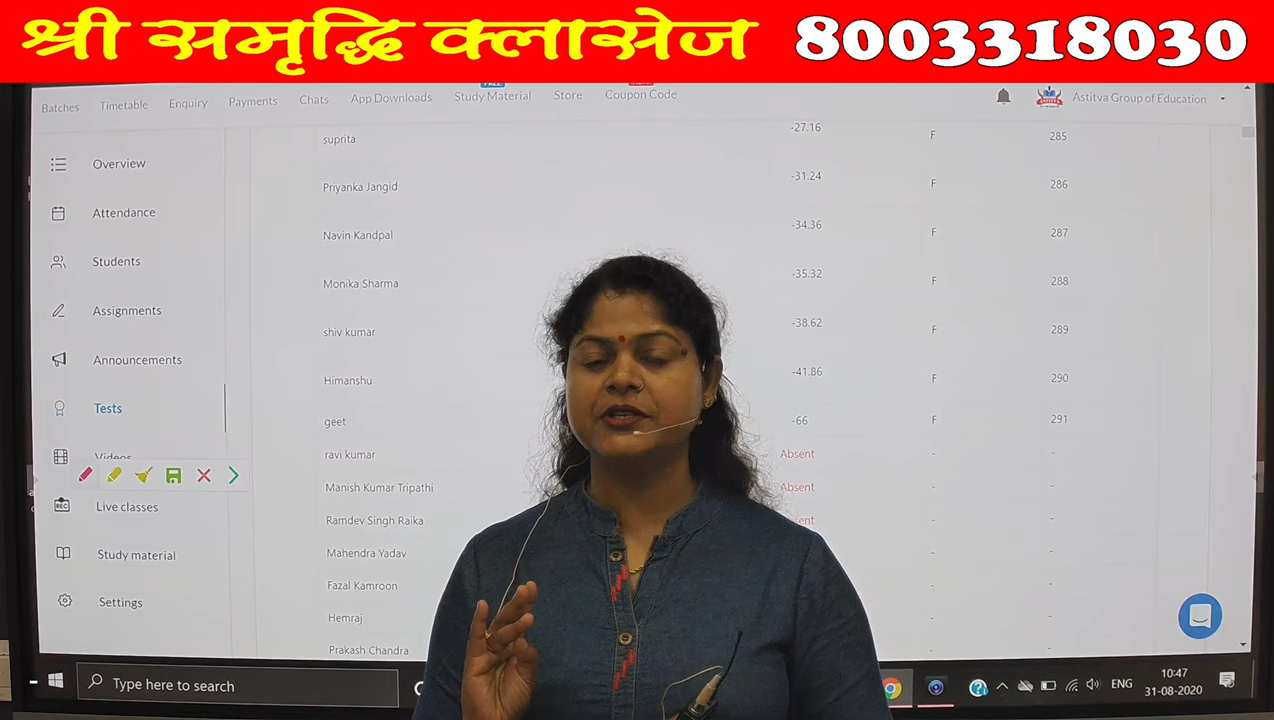 श्री समृद्धि क्लासेज 8003318030
Batches Timetable Enquiry Payments Chats App Downloads Study Material Store Coupon Code Astitva Group of Education
suprita -27.16 F 285
Overview
Priyanka Jangid -31.24 F 286
Attendance
Navin Kandpal -34.36 F 287
Students
Monika Sharma -35.32 F 288
Assignments
shiv kumar -38.62 F 289
Announcements
Himanshu -41.86 F 290
Tests
geet -66 F 291
ravi kumar Absent - -
Videos
Manish Kumar Tripathi Absent - -
Live classes
Ramdev Singh Raika - -
Mahendra Yadav - -
Study material
Fazal Kamroon - -
Settings
Hemraj - -
Prakash Chandra
Type here to search
ENG 10:47
31-08-2020